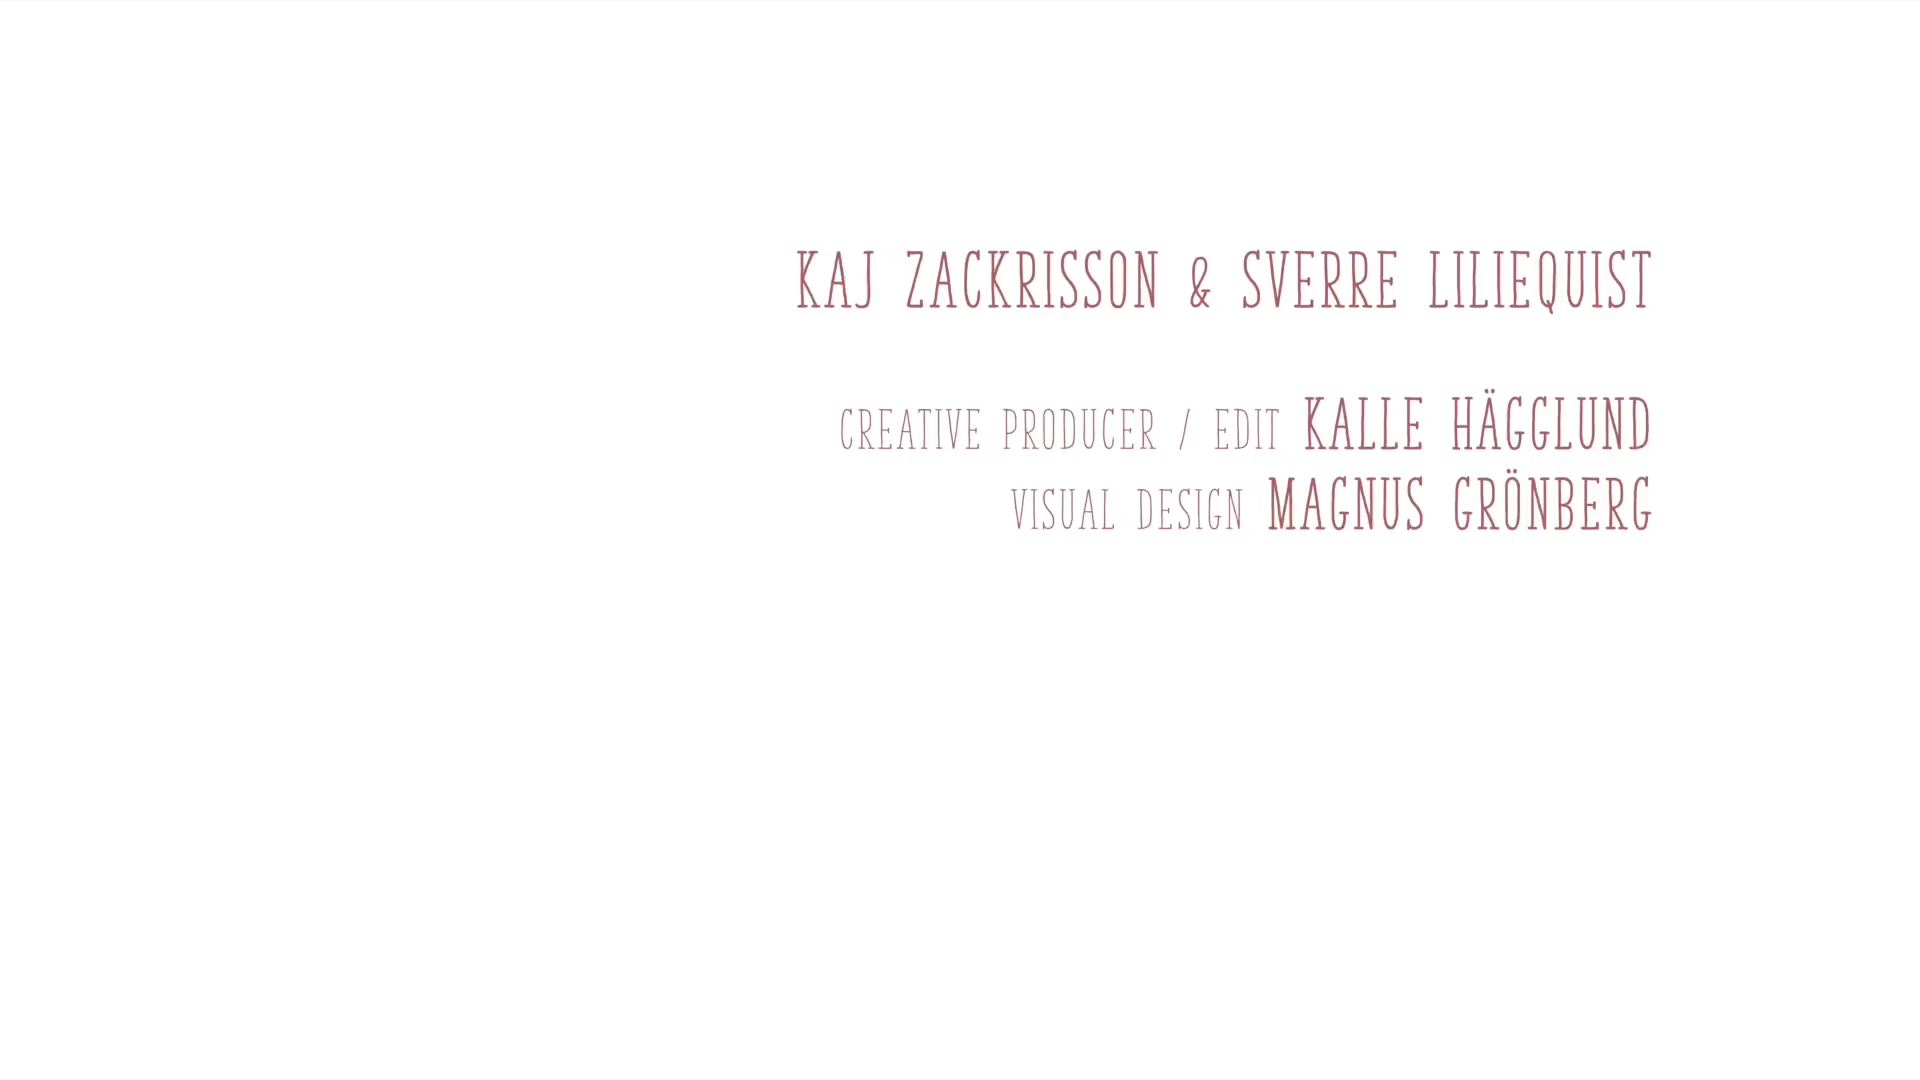 KAJ ZACKRISSON & SVERRE LILIEQUIST
CREATIVE PRODUCER / EDIT KALLE HÄGGLUND
VISUAL DESIGN MAGNUS GRÖNBERG